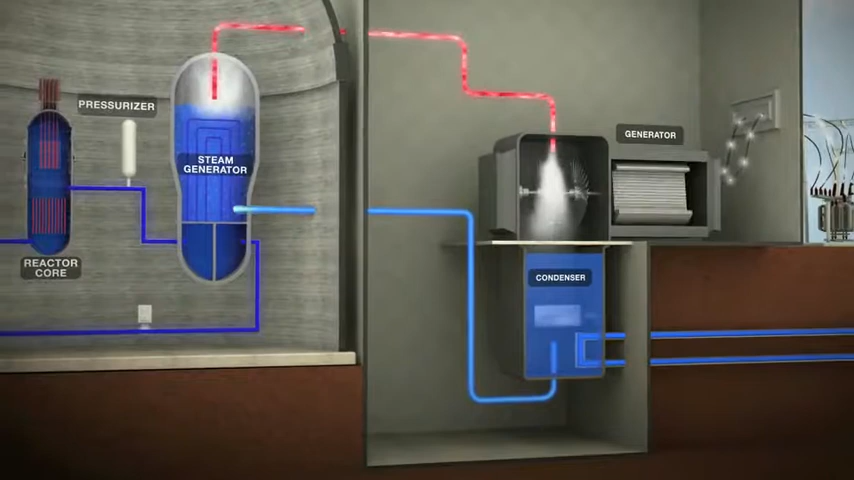 PRESSURIZER
STEAM
GENERATOR
GENERATOR
REACTOR
CORE
CONDENSER